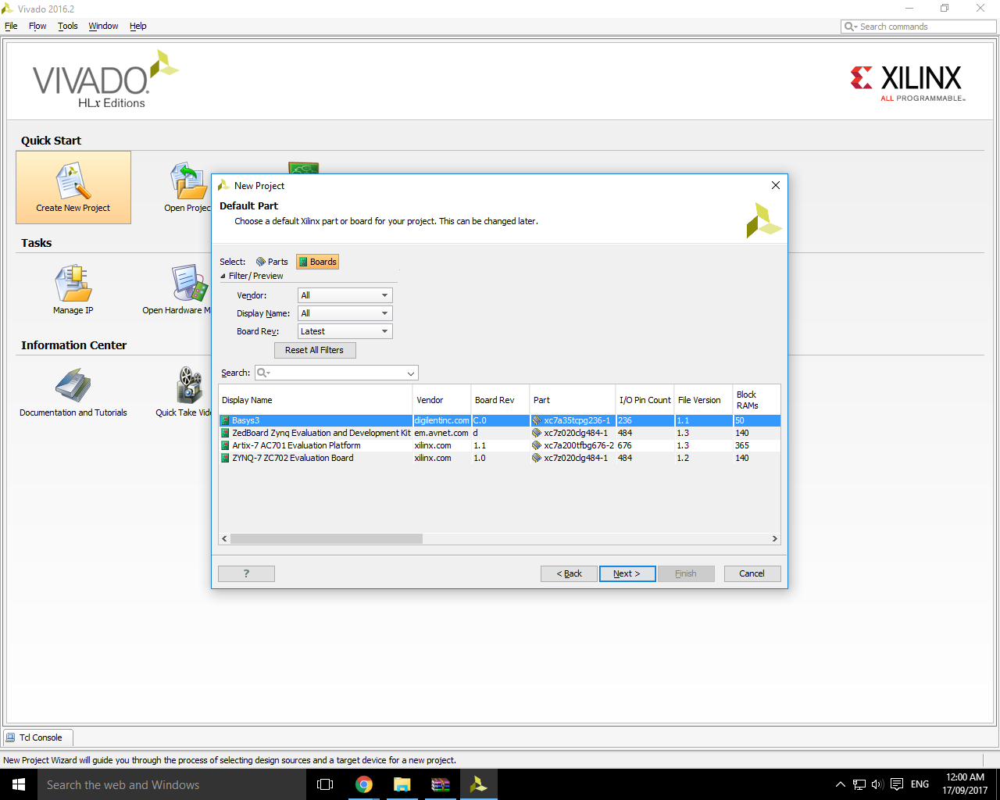 Vivado 2016.2
File Flow Tools Window Help
Search commands
VIVADO.
HLx Editions
XILINX
ALL PROGRAMMABLE™
Quick Start
Create New Project
Open Projec
Tasks
Manage IP
Open Hardware M
Information Center
Documentation and Tutorials
Quick Take Vide
New Project
Default Part
Choose a default Xilinx part or board for your project. This can be changed later.
Select: Parts Boards
Filter/Preview
Vendor: All
Display Name: All
Board Rev: Latest
Reset All Filters
Search:
Display Name Vendor Board Rev Part I/O Pin Count File Version Block RAMs
Basys3 digilentinc.com C.0 xc7a35tcpg236-1 236 1.1 50
ZedBoard Zynq Evaluation and Development Kit em.avnet.com d xc7z020clg484-1 484 1.3 140
Artix-7 AC701 Evaluation Platform xilinx.com 1.1 xc7a200tfbg676-2 676 1.3 365
ZYNQ-7 ZC702 Evaluation Board xilinx.com 1.0 xc7z020clg484-1 484 1.2 140
? < Back Next > Finish Cancel
Tcl Console
New Project Wizard will guide you through the process of selecting design sources and a target device for a new project.
Search the web and Windows
ENG
12:00 AM
17/09/2017